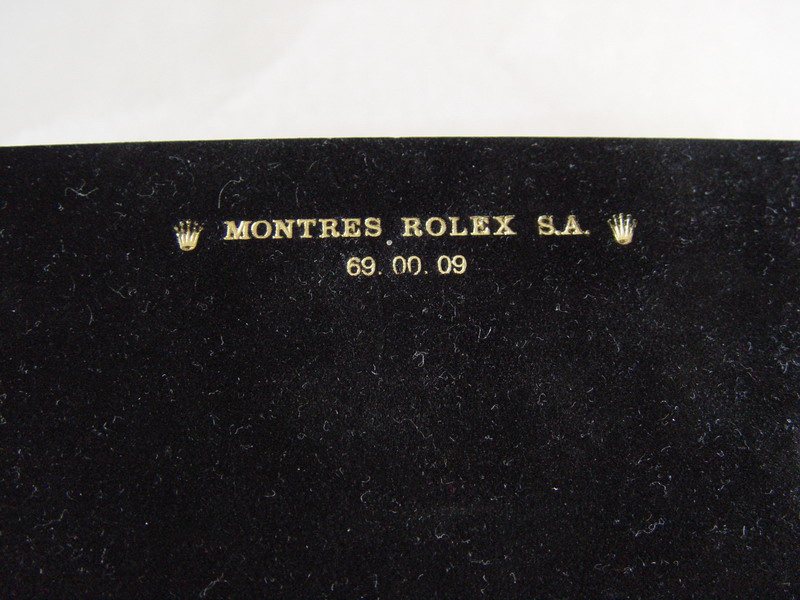 MONTRES ROLEX S.A.
69. 00. 09